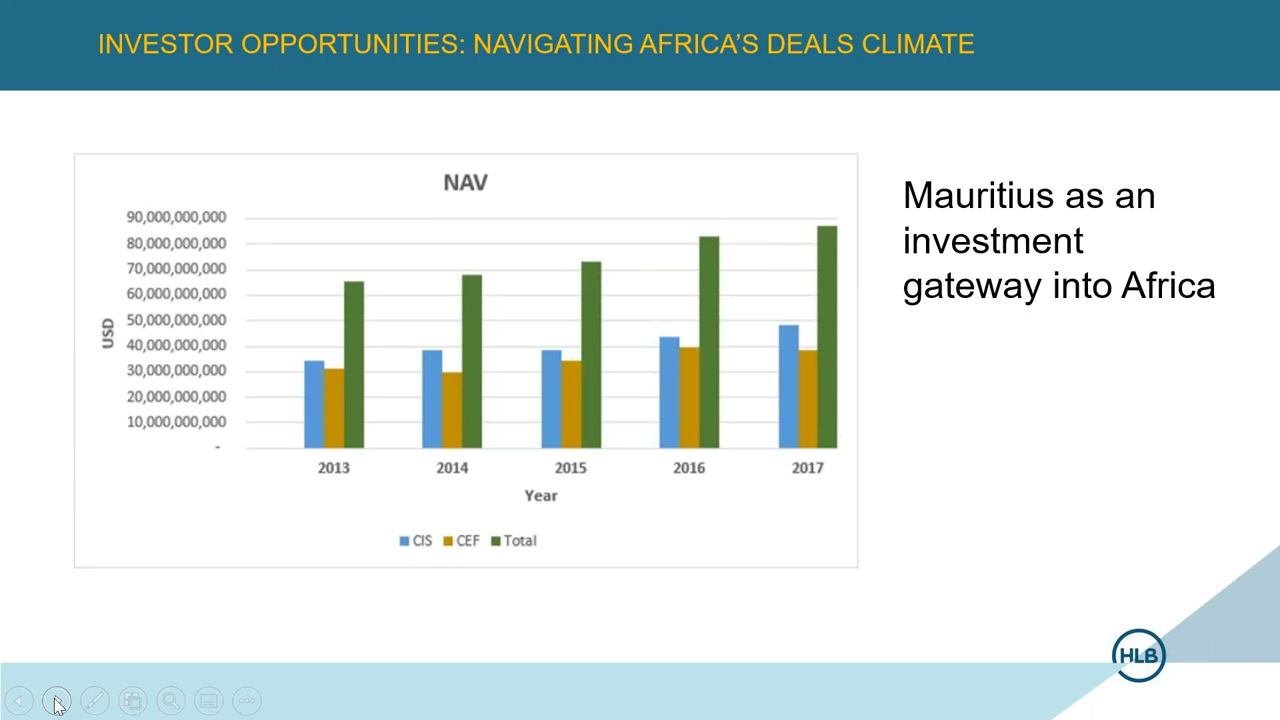 INVESTOR OPPORTUNITIES: NAVIGATING AFRICA'S DEALS CLIMATE
NAV
90,000,000,000
80,000,000,000
70,000,000,000
60,000,000,000
50,000,000,000
40,000,000,000
30,000,000,000
20,000,000,000
10,000,000,000
-
USD
2013 2014 2015 2016 2017
Year
CIS CEF Total
Mauritius as an
investment
gateway into Africa
HLB